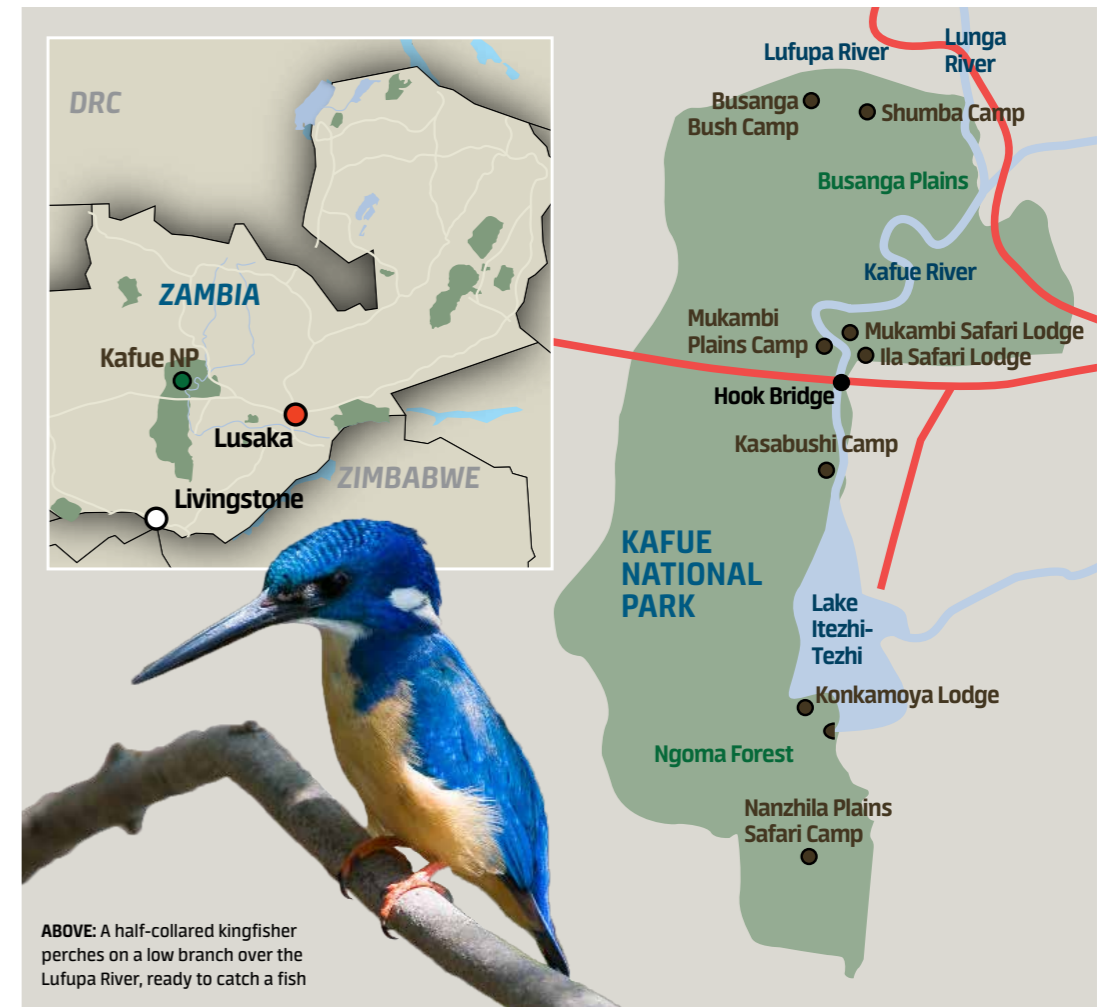 DRC
ZAMBIA
Kafue NP
Lusaka
ZIMBABWE
Livingstone
Lufupa River
Lunga
River
Busanga
Bush Camp
Shumba Camp
Busanga Plains
Kafue River
Mukambi
Plains Camp
Mukambi Safari Lodge
Ila Safari Lodge
Hook Bridge
Kasabushi Camp
KAFUE
NATIONAL
PARK
Lake
Itezhi-
Tezhi
Konkamoya Lodge
Ngoma Forest
Nanzhila Plains
Safari Camp
ABOVE: A half-collared kingfisher
perches on a low branch over the
Lufupa River, ready to catch a fish